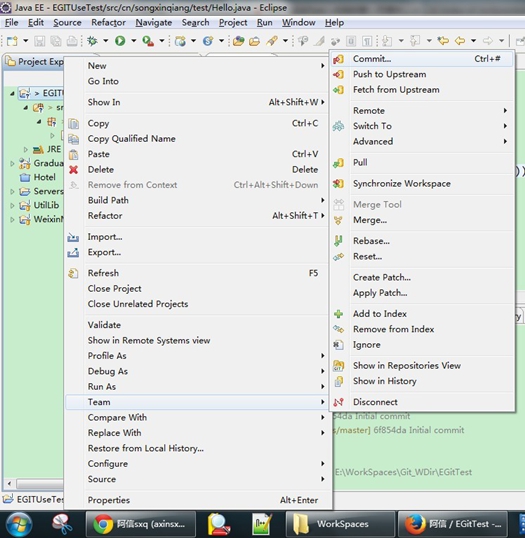 Java EE - EGITUseTest/src/cn/songxinqiang/test/Hello.java - Eclipse
File Edit Source Refactor Navigate Search Project Run Window Help
Project Exp
> EGITU
> sr
JRE
Gradua
Hotel
Servers
UtilLib
WeixinM
New
Go Into
Show In Alt+Shift+W
Copy Ctrl+C
Copy Qualified Name
Paste Ctrl+V
Delete Delete
Remove from Context Ctrl+Alt+Shift+Down
Build Path
Refactor Alt+Shift+T
Import...
Export...
Refresh F5
Close Project
Close Unrelated Projects
Validate
Show in Remote Systems view
Profile As
Debug As
Run As
Team
Compare With
Replace With
Restore from Local History...
Configure
Source
Properties Alt+Enter
Commit... Ctrl+#
Push to Upstream
Fetch from Upstream
Remote
Switch To
Advanced
Pull
Synchronize Workspace
Merge Tool
Merge...
Rebase...
Reset...
Create Patch...
Apply Patch...
Add to Index
Remove from Index
Ignore
Show in Repositories View
Show in History
Disconnect
6f854da Initial commit
s/master] 6f854da Initial commit
E:\WorkSpaces\Git_WDir\EGitTest
EGITUseTes
阿信sxq (axinsx...
WorkSpaces
阿信 / EGitTest - ...